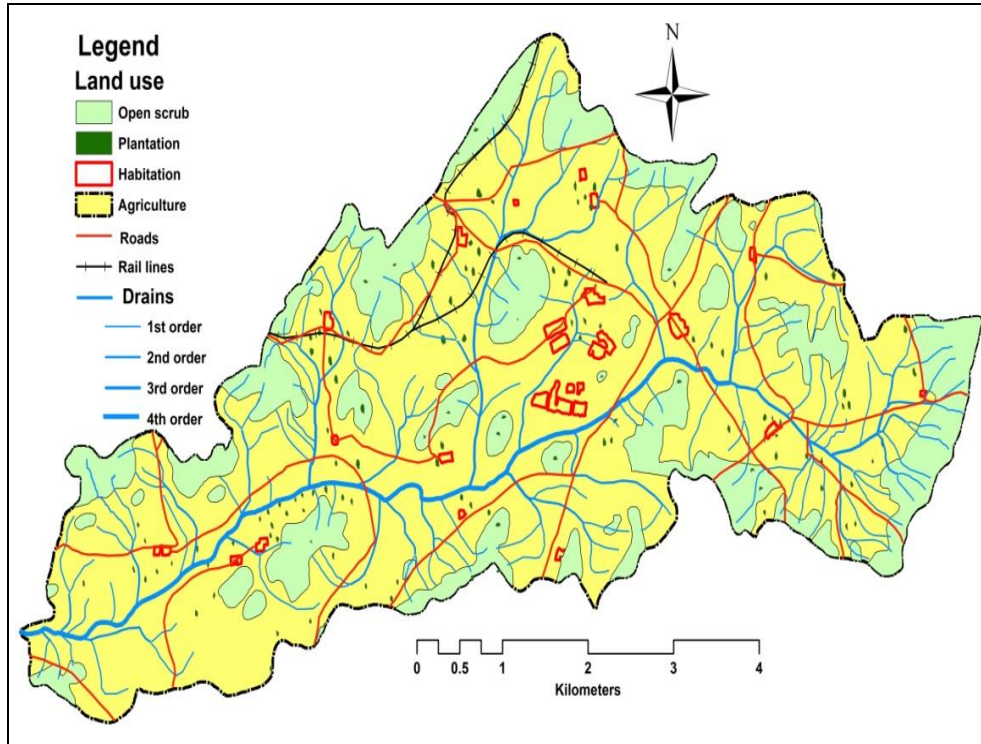 Legend
Land use
Open scrub
Plantation
Habitation
Agriculture
Roads
Rail lines
Drains
1st order
2nd order
3rd order
4th order
N
0 0.5 1 2 3 4
Kilometers